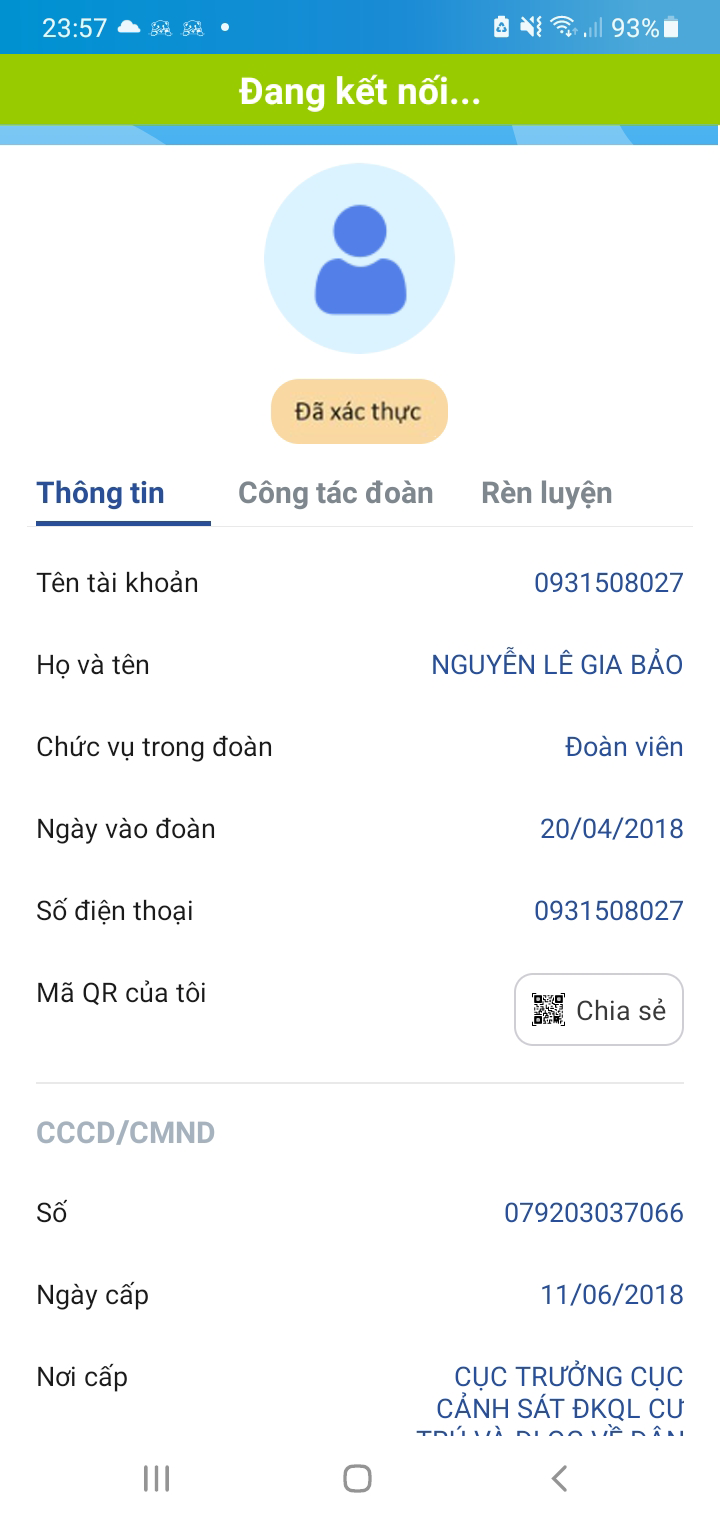 23:57 93%
Đang kết nối...
Đã xác thực
Thông tin Công tác đoàn Rèn luyện
Tên tài khoản 0931508027
Họ và tên NGUYỄN LÊ GIA BẢO
Chức vụ trong đoàn Đoàn viên
Ngày vào đoàn 20/04/2018
Số điện thoại 0931508027
Mã QR của tôi Chia sẻ
CCCD/CMND
Số 079203037066
Ngày cấp 11/06/2018
Nơi cấp CỤC TRƯỞNG CỤC
CẢNH SÁT ĐKQL CƯ